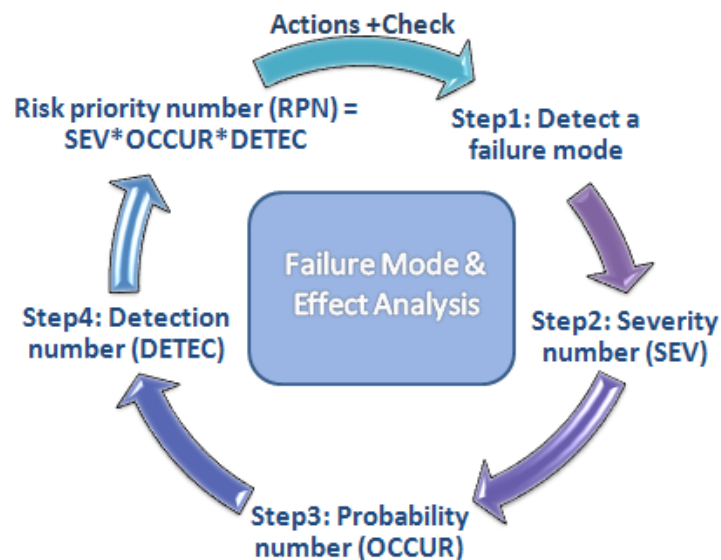 Actions +Check
Risk priority number (RPN) =
SEV*OCCUR*DETEC
Step1: Detect a
failure mode
Failure Mode &
Effect Analysis
Step2: Severity
number (SEV)
Step3: Probability
number (OCCUR)
Step4: Detection
number (DETEC)